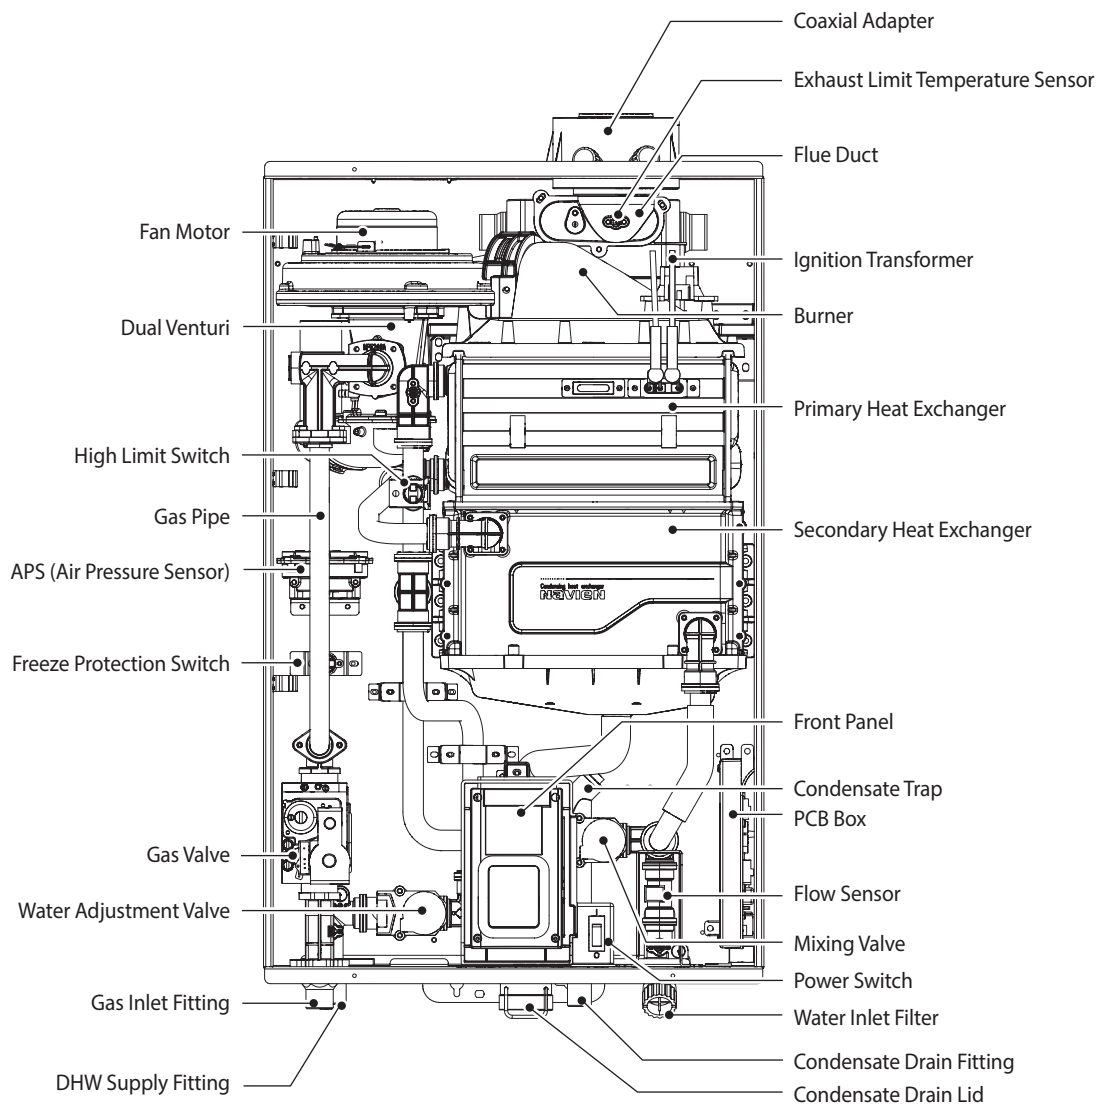 Coaxial Adapter
Exhaust Limit Temperature Sensor
Flue Duct
Fan Motor
Ignition Transformer
Burner
Dual Venturi
Primary Heat Exchanger
High Limit Switch
Gas Pipe
Secondary Heat Exchanger
APS (Air Pressure Sensor)
Condensing heat exchanger
NAVIEN
Freeze Protection Switch
Front Panel
Condensate Trap
PCB Box
Gas Valve
Flow Sensor
Water Adjustment Valve
Mixing Valve
Power Switch
Gas Inlet Fitting
Water Inlet Filter
Condensate Drain Fitting
DHW Supply Fitting
Condensate Drain Lid